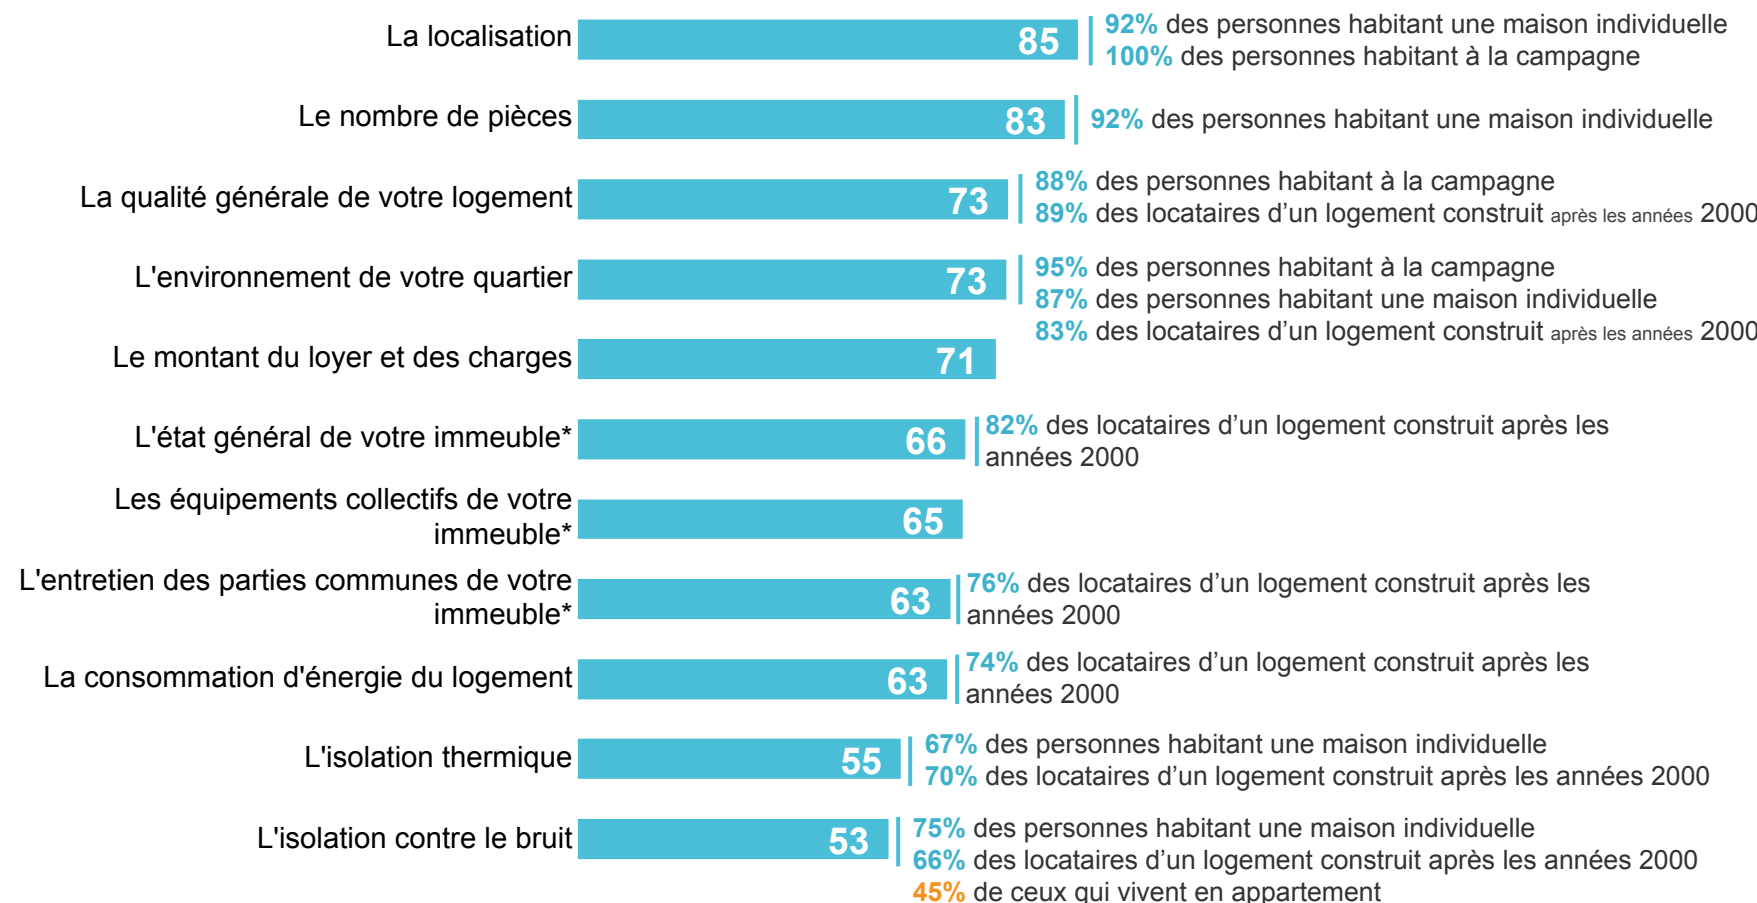 La localisation
85
92% des personnes habitant une maison individuelle
100% des personnes habitant à la campagne
Le nombre de pièces
83
92% des personnes habitant une maison individuelle
La qualité générale de votre logement
73
88% des personnes habitant à la campagne
89% des locataires d’un logement construit après les années 2000
L'environnement de votre quartier
73
95% des personnes habitant à la campagne
87% des personnes habitant une maison individuelle
83% des locataires d’un logement construit après les années 2000
Le montant du loyer et des charges
71
L'état général de votre immeuble*
66
82% des locataires d’un logement construit après les
années 2000
Les équipements collectifs de votre
immeuble*
65
L'entretien des parties communes de votre
immeuble*
63
76% des locataires d’un logement construit après les
années 2000
La consommation d'énergie du logement
63
74% des locataires d’un logement construit après les
années 2000
L'isolation thermique
55
67% des personnes habitant une maison individuelle
70% des locataires d’un logement construit après les années 2000
L'isolation contre le bruit
53
75% des personnes habitant une maison individuelle
66% des locataires d’un logement construit après les années 2000
45% de ceux qui vivent en appartement